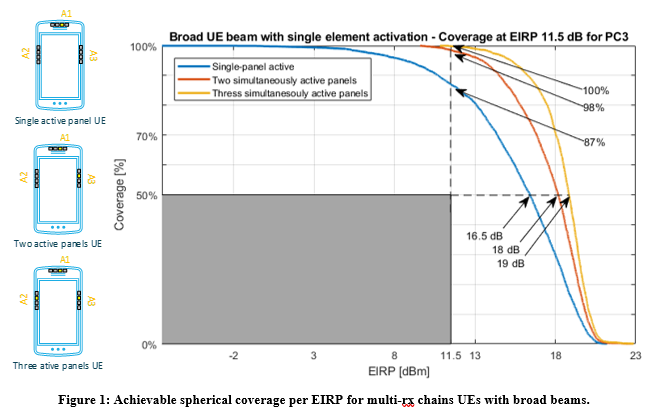 A1
A2
A3
Single active panel UE
A1
A2
A3
Two active panels UE
A1
A2
A3
Three ative panels UE
Broad UE beam with single element activation - Coverage at EIRP 11.5 dB for PC3
Single-panel active
Two simultaneously active panels
Thress simultanesouly active panels
100%
70%
50%
0%
Coverage [%]
100%
98%
87%
16.5 dB
18 dB
19 dB
-2
3
8
11.5
13
18
23
EIRP [dBm]
Figure 1: Achievable spherical coverage per EIRP for multi-rx chains UEs with broad beams.